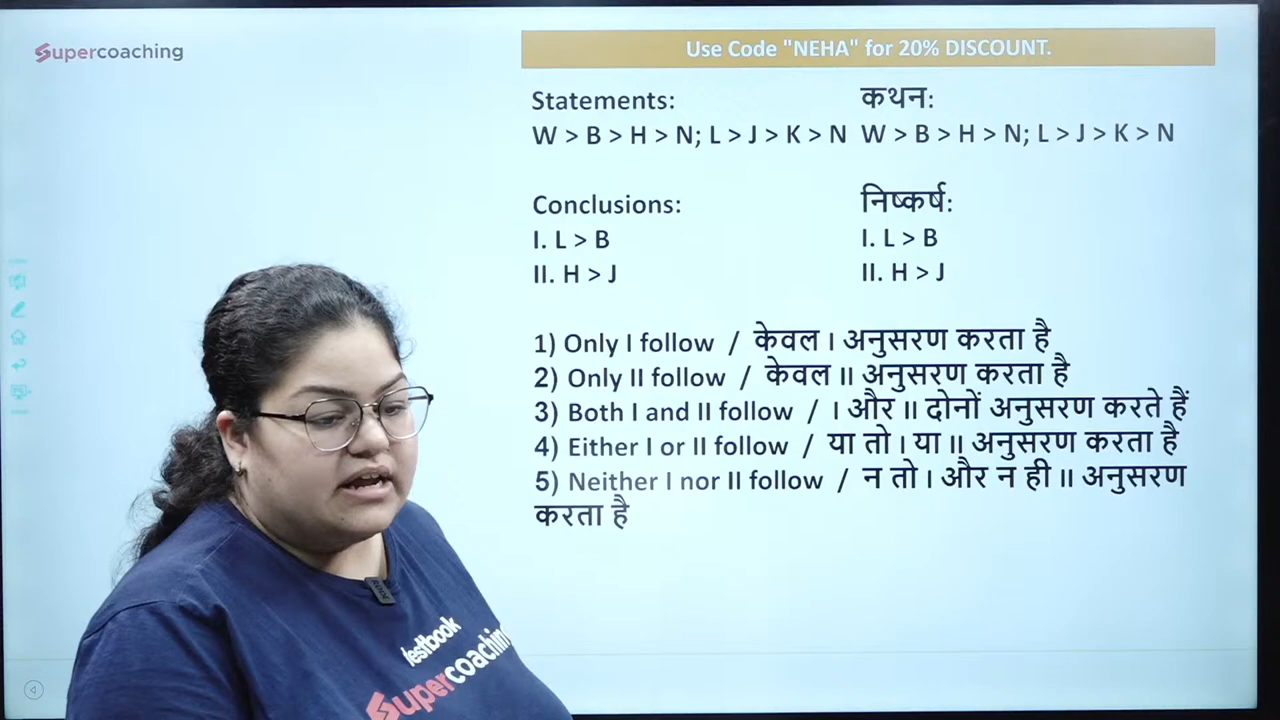 Supercoaching
Use Code "NEHA" for 20% DISCOUNT.
Statements:
W > B > H > N; L > J > K > N
कथन:
W > B > H > N; L > J > K > N
Conclusions:
I. L > B
II. H > J
निष्कर्ष:
I. L > B
II. H > J
1) Only I follow / केवल I अनुसरण करता है
2) Only II follow / केवल II अनुसरण करता है
3) Both I and II follow / I और II दोनों अनुसरण करते हैं
4) Either I or II follow / या तो I या II अनुसरण करता है
5) Neither I nor II follow / न तो I और न ही II अनुसरण
करता है
testbook
Supercoaching